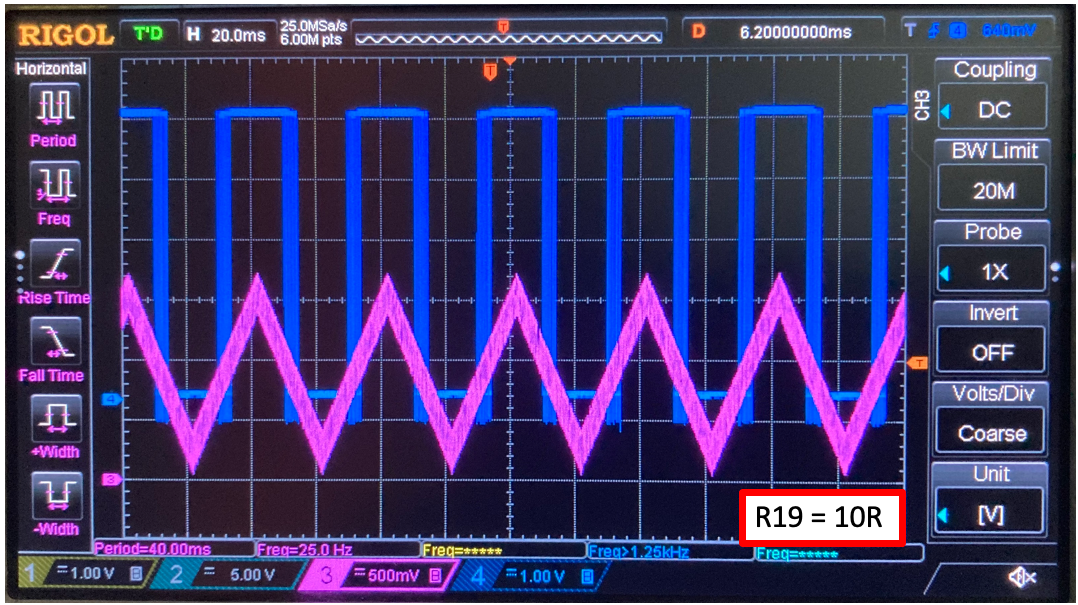 RIGOL T'D H 20.0ms 25.0MSa/s 6.00M pts D 6.20000000ms T 4 640mV
Horizontal
Period
Freq
Rise Time
Fall Time
+Width
-Width
T
T
4
3
CH3
Coupling
DC
BW Limit
20M
Probe
1X
Invert
OFF
Volts/Div
Coarse
Unit
[V]
R19 = 10R
Period=40.00ms Freq=25.0 Hz Freq=***** Freq>1.25kHz Freq=*****
1 =1.00 V B 2 =5.00 V 3 =500mV B 4 =1.00 V B